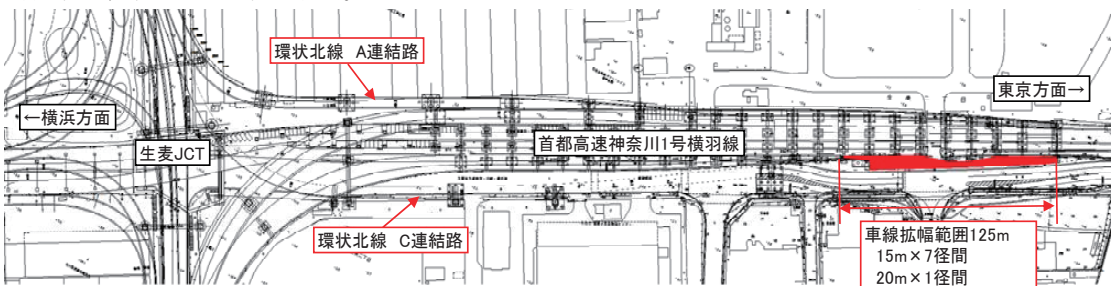 環状北線 A連結路
東京方面→
←横浜方面
首都高速神奈川1号横羽線
生麦JCT
環状北線 C連結路
車線拡幅範囲125m
15m×7径間
20m×1径間